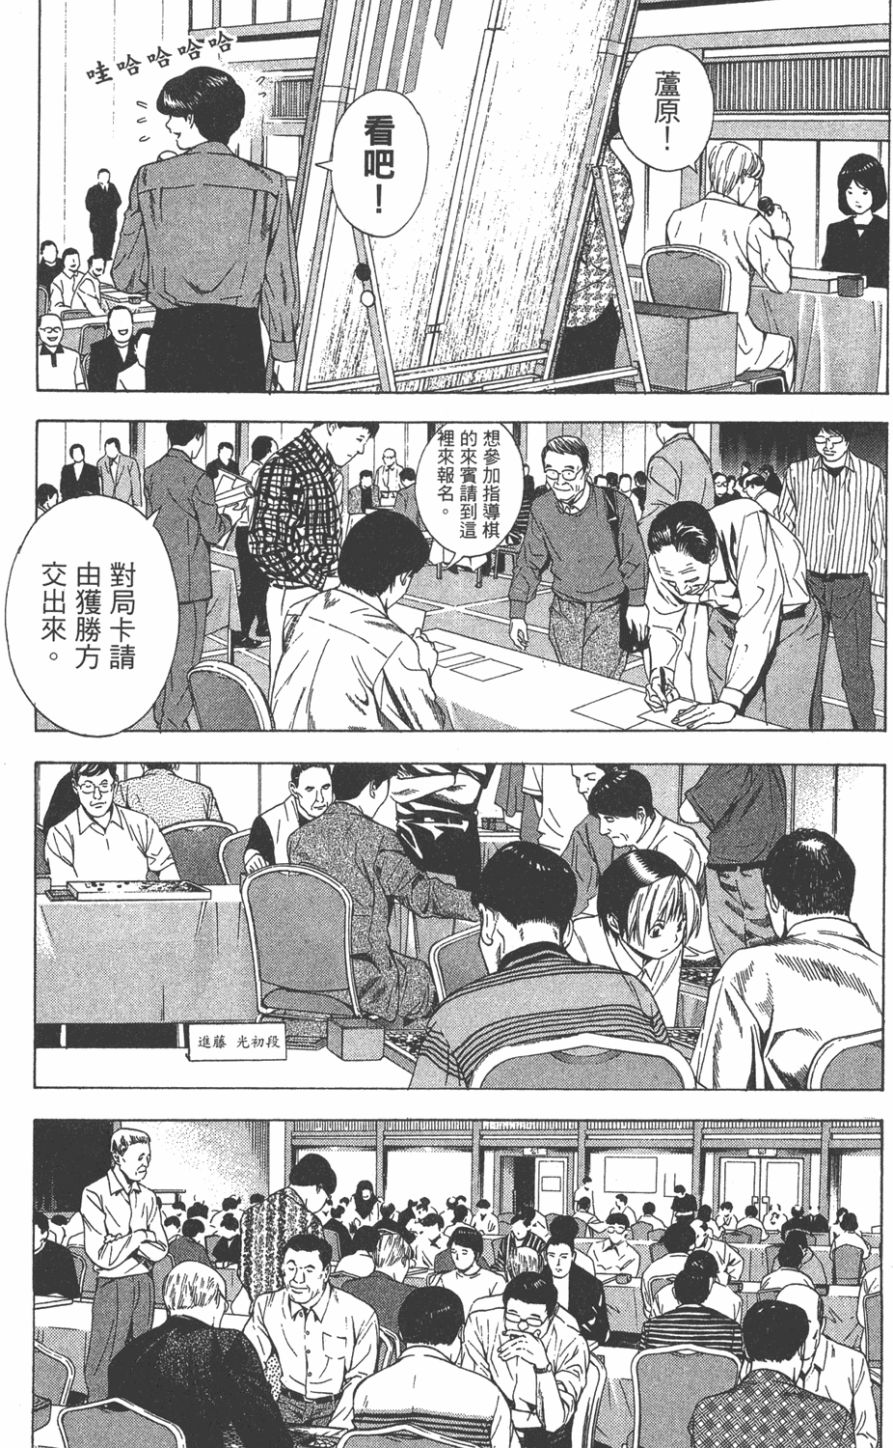 蘆原！
看吧！
哇哈哈哈哈
想參加指導棋
的來賓請到這
裡來報名。
對局卡請
由獲勝方
交出來。
進藤 光初段